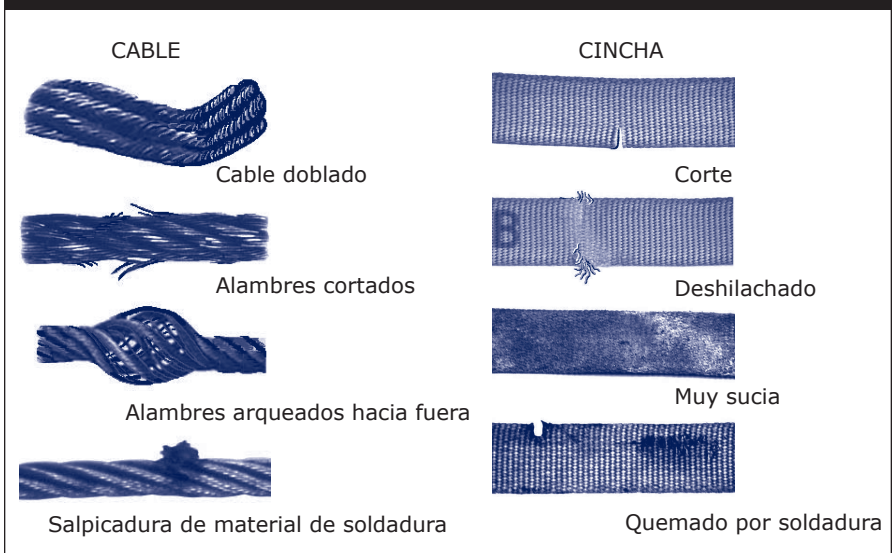 CABLE
Cable doblado
Alambres cortados
Alambres arqueados hacia fuera
Salpicadura de material de soldadura
CINCHA
Corte
B
Deshilachado
Muy sucia
Quemado por soldadura